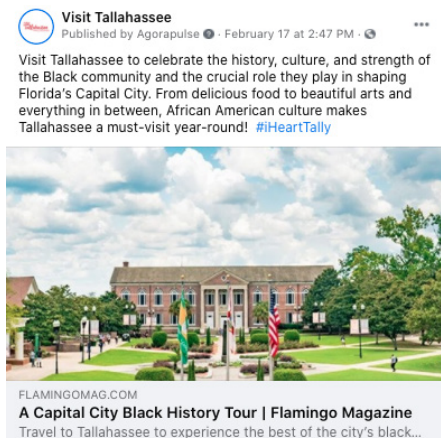 Visit Tallahassee
Published by Agorapulse · February 17 at 2:47 PM ·
Visit Tallahassee to celebrate the history, culture, and strength of
the Black community and the crucial role they play in shaping
Florida's Capital City. From delicious food to beautiful arts and
everything in between, African American culture makes
Tallahassee a must-visit year-round! #iHeartTally
FLAMINGOMAG.COM
A Capital City Black History Tour | Flamingo Magazine
Travel to Tallahassee to experience the best of the city's black...